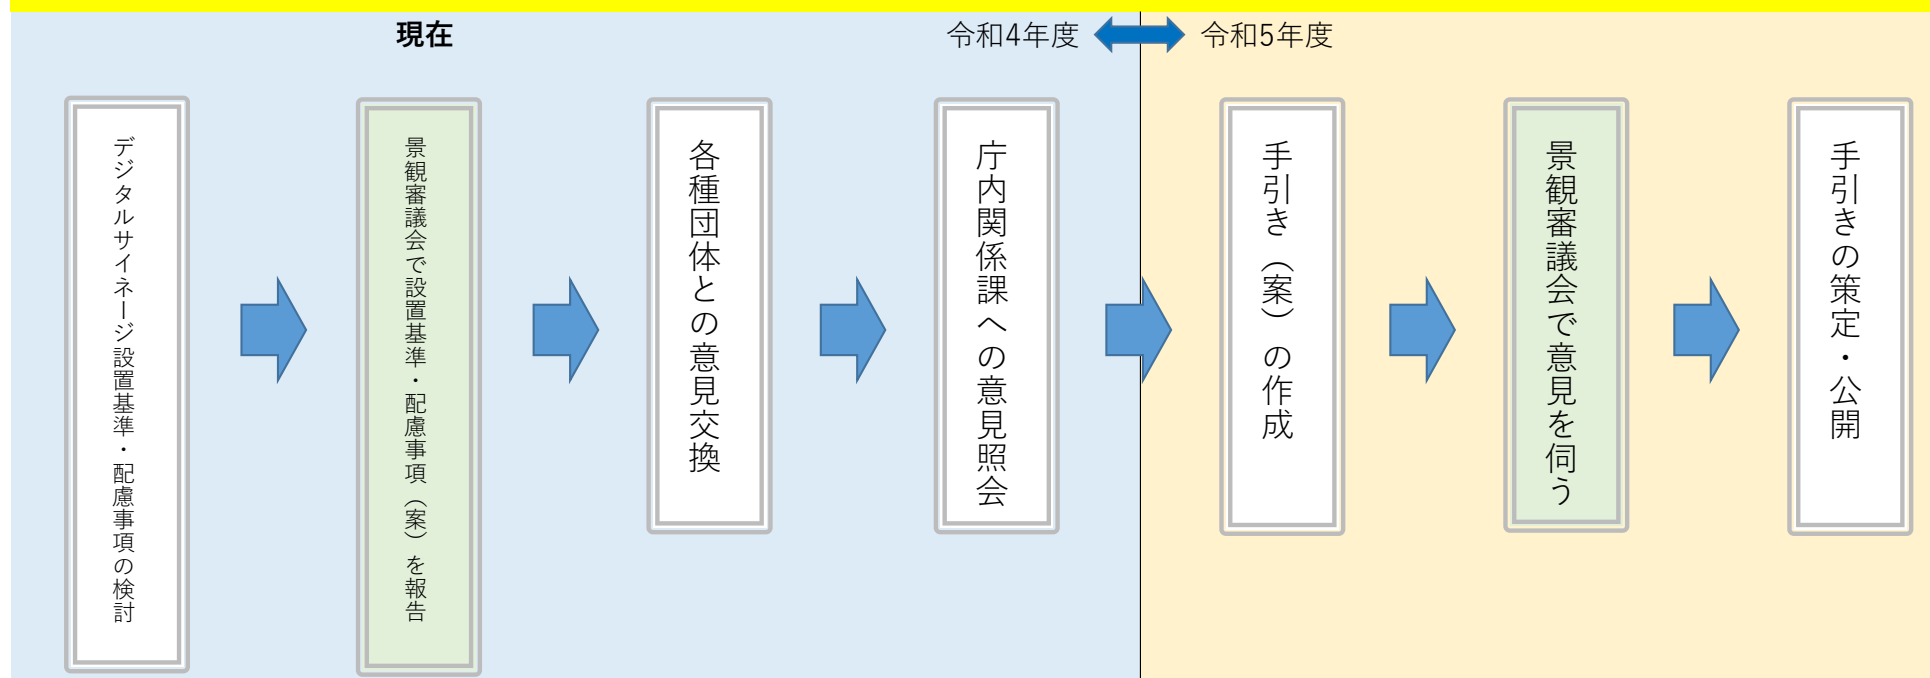 現在
令和4年度
令和5年度
デジタルサイネージ設置基準・配慮事項の検討
景観審議会で設置基準・配慮事項（案）を報告
各種団体との意見交換
庁内関係課への意見照会
手引き（案）の作成
景観審議会で意見を伺う
手引きの策定・公開